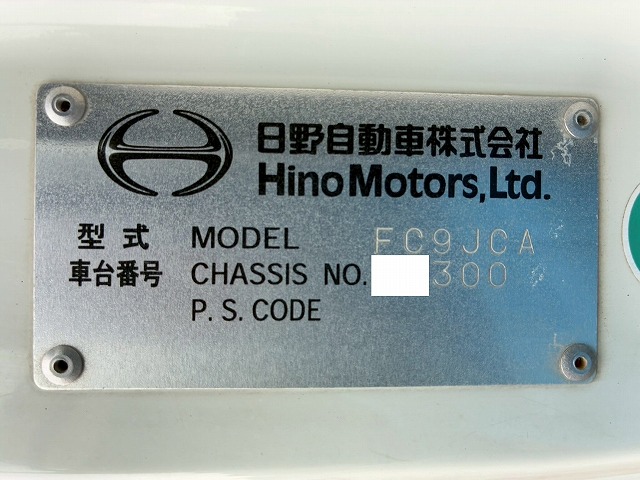 日野自動車株式会社
Hino Motors, Ltd.
型式 MODEL FC9JCA
車台番号 CHASSIS NO. 300
P. S. CODE